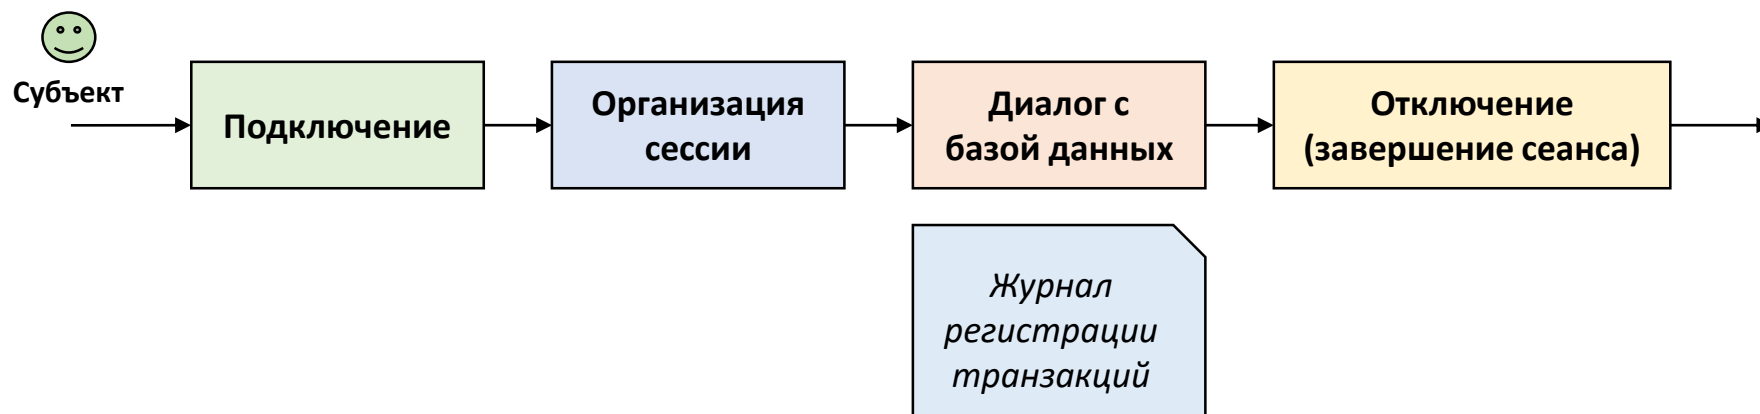 Субъект
Подключение
Организация
сессии
Диалог с
базой данных
Отключение
(завершение сеанса)
Журнал
регистрации
транзакций